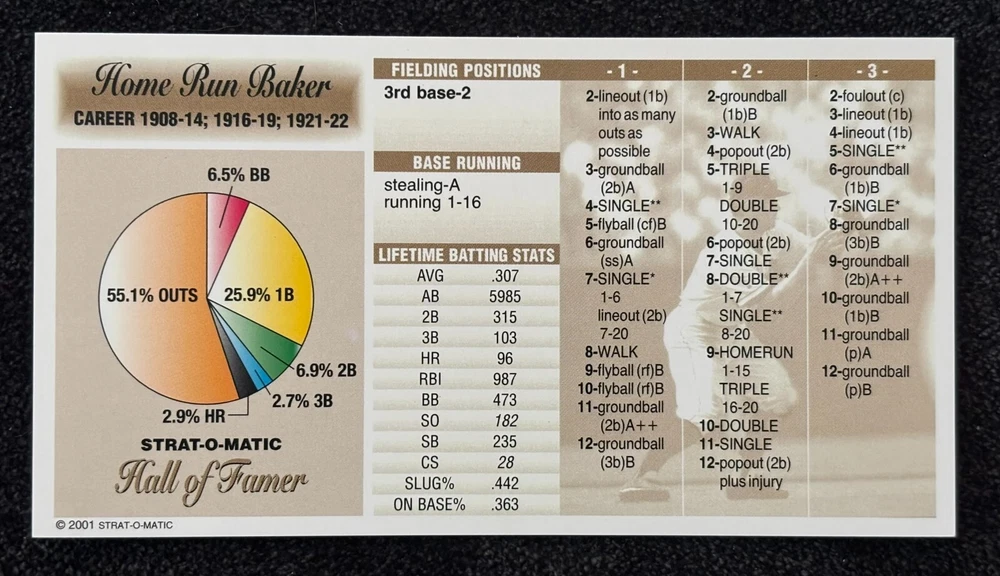 Home Run Baker
CAREER 1908-14; 1916-19; 1921-22
6.5% BB
55.1% OUTS
25.9% 1B
6.9% 2B
2.7% 3B
2.9% HR
STRAT-O-MATIC
Hall of Famer
© 2001 STRAT-O-MATIC
FIELDING POSITIONS
3rd base-2
BASE RUNNING
stealing-A
running 1-16
LIFETIME BATTING STATS
AVG .307
AB 5985
2B 315
3B 103
HR 96
RBI 987
BB 473
SO 182
SB 235
CS 28
SLUG% .442
ON BASE% .363
- 1 -
2-lineout (1b)
into as many
outs as
possible
3-groundball
(2b)A
4-SINGLE**
5-flyball (cf)B
6-groundball
(ss)A
7-SINGLE*
1-6
lineout (2b)
7-20
8-WALK
9-flyball (rf)B
10-flyball (rf)B
11-groundball
(2b)A++
12-groundball
(3b)B
- 2 -
2-groundball
(1b)B
3-WALK
4-popout (2b)
5-TRIPLE
1-9
DOUBLE
10-20
6-popout (2b)
7-SINGLE
8-DOUBLE**
1-7
SINGLE**
8-20
9-HOMERUN
1-15
TRIPLE
16-20
10-DOUBLE
11-SINGLE
12-popout (2b)
plus injury
- 3 -
2-foulout (c)
3-lineout (1b)
4-lineout (1b)
5-SINGLE**
6-groundball
(1b)B
7-SINGLE*
8-groundball
(3b)B
9-groundball
(2b)A++
10-groundball
(1b)B
11-groundball
(p)A
12-groundball
(p)B